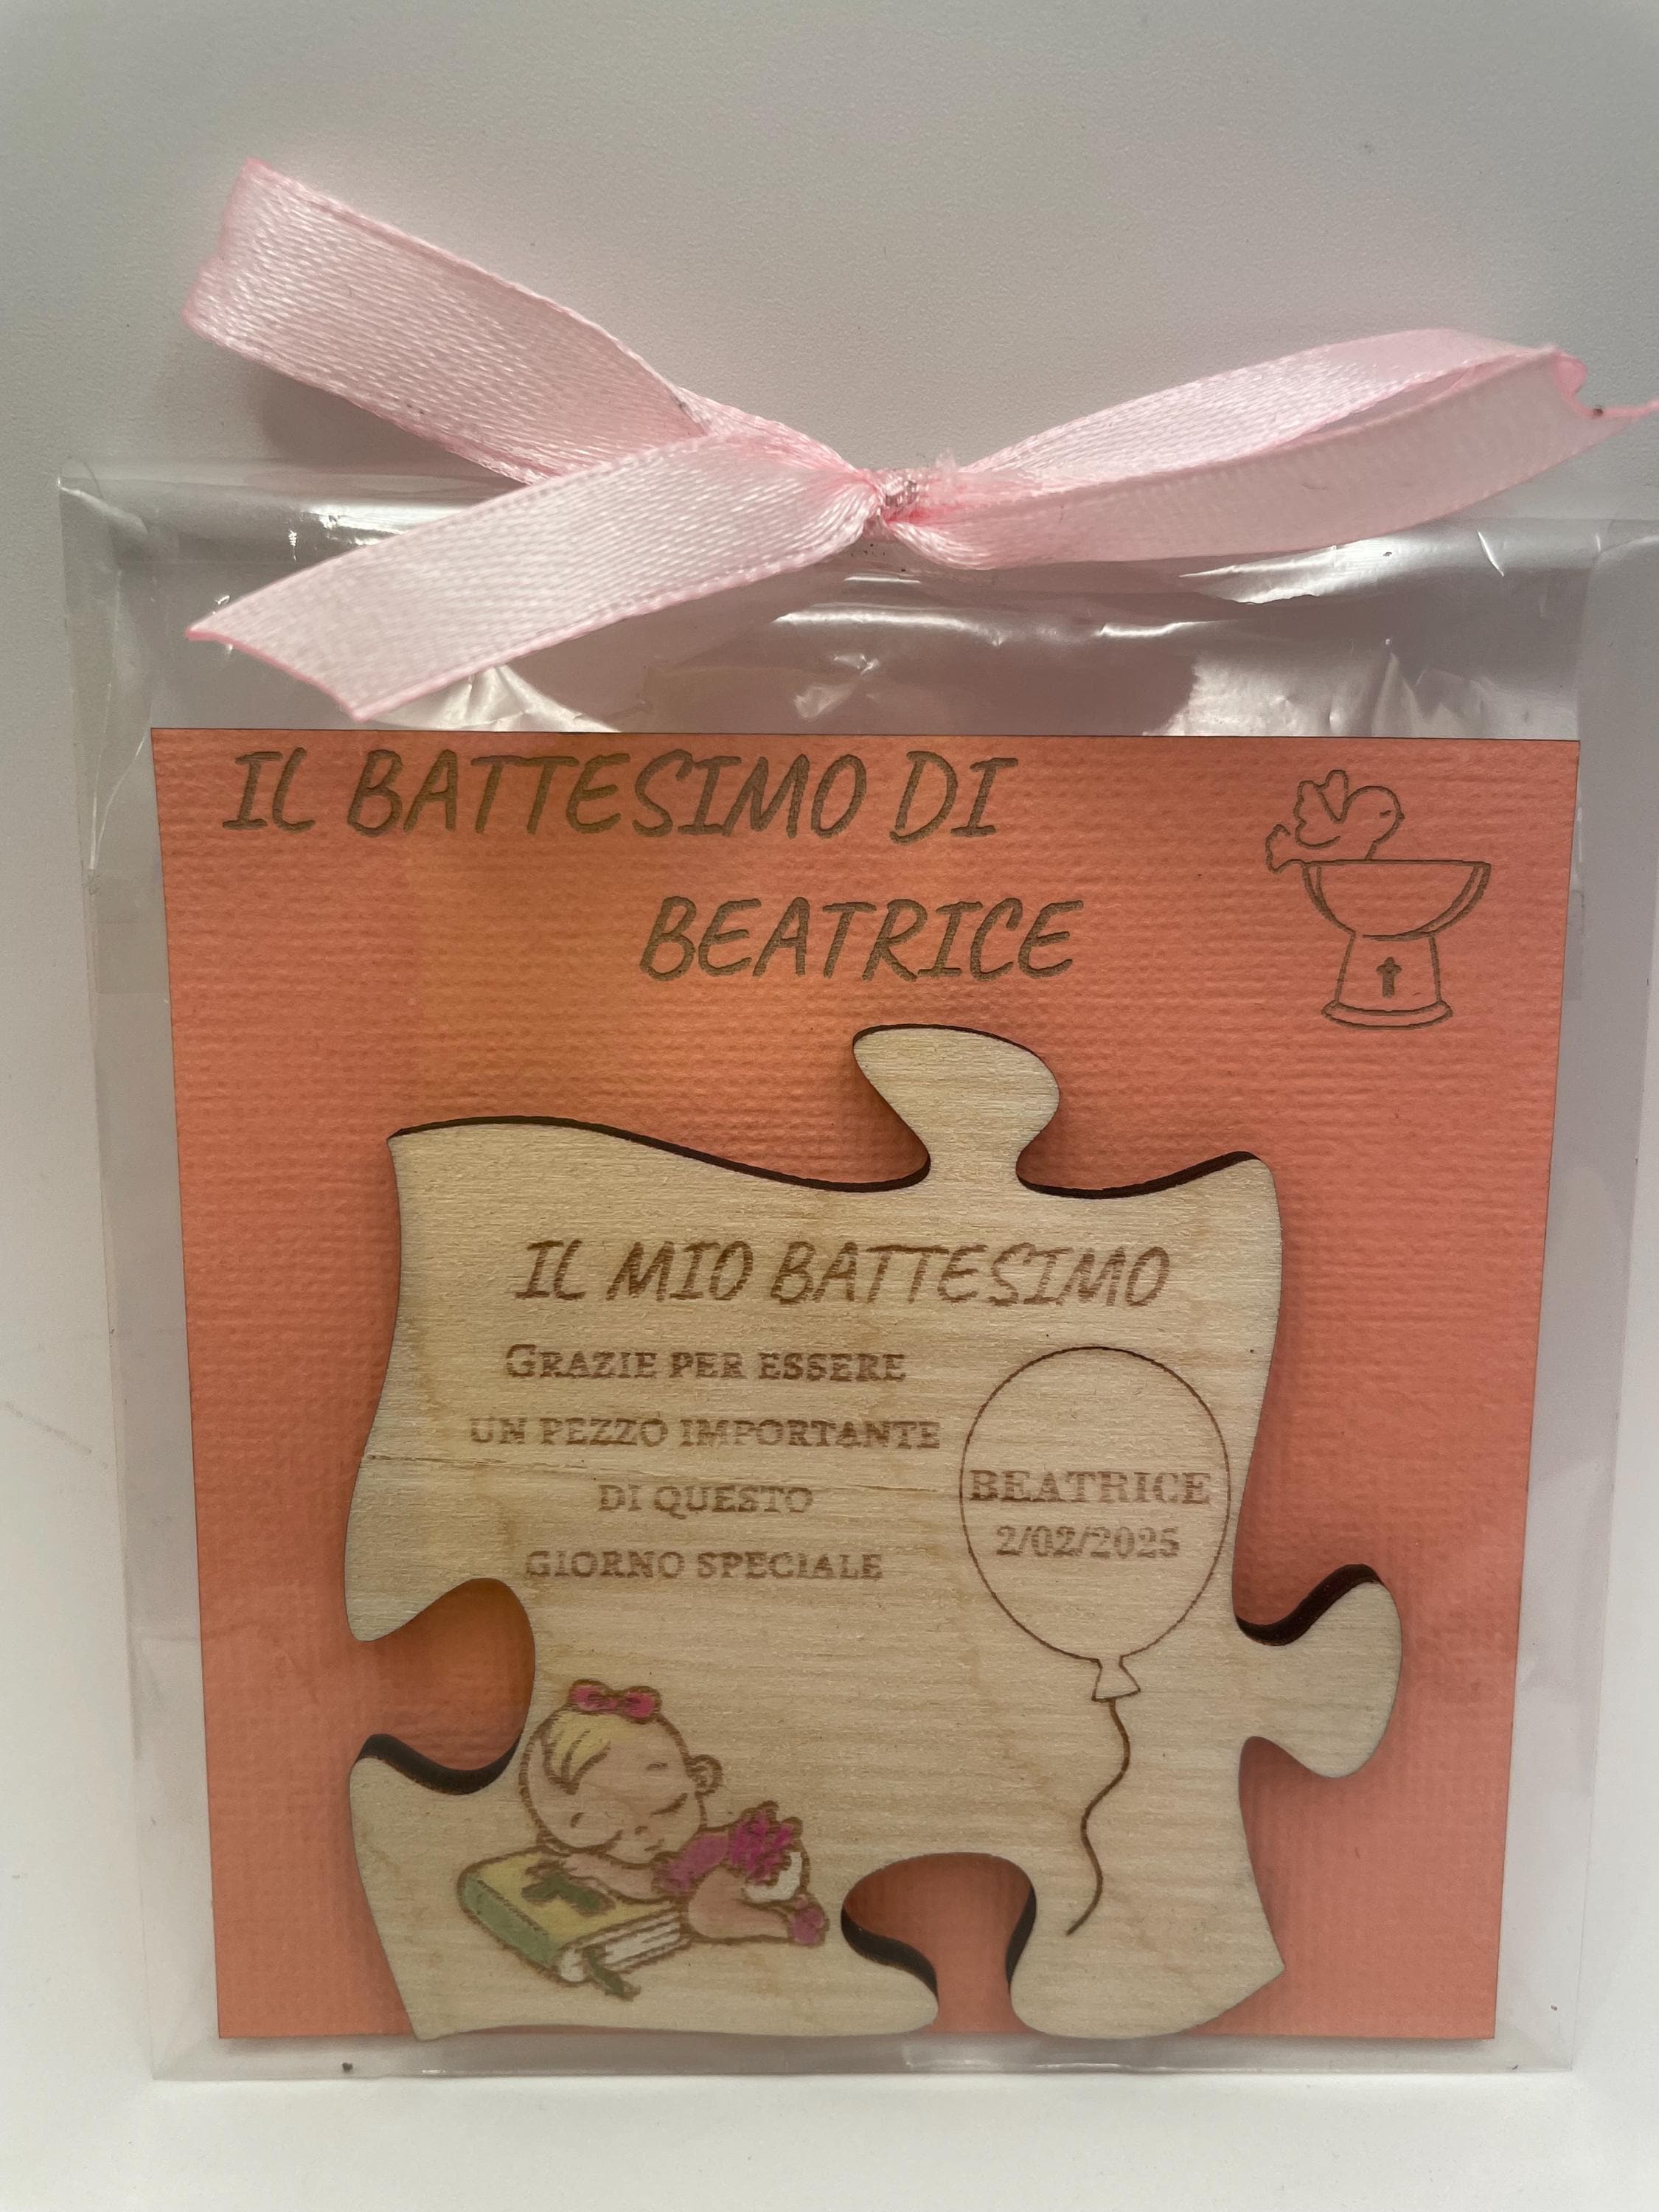 IL BATTESIMO DI
BEATRICE
IL MIO BATTESIMO
GRAZIE PER ESSERE
UN PEZZO IMPORTANTE
DI QUESTO
GIORNO SPECIALE
BEATRICE
2/02/2025